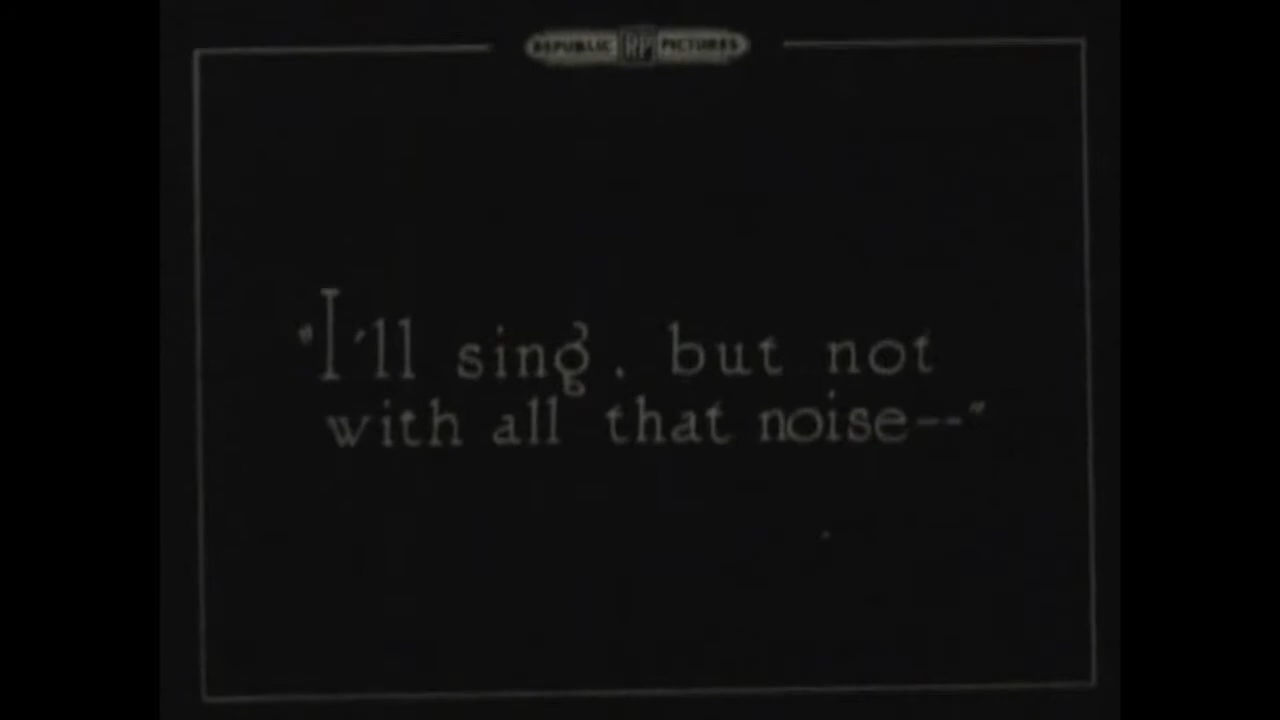 REPUBLIC RP PICTURES
"I'll sing, but not
with all that noise--"